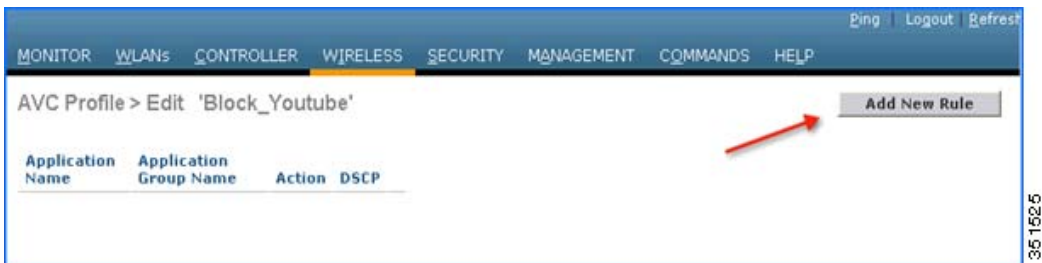 Ping Logout Refresh
MONITOR WLANs CONTROLLER WIRELESS SECURITY MANAGEMENT COMMANDS HELP
AVC Profile > Edit 'Block_Youtube'
Add New Rule
Application Name
Application Group Name
Action
DSCP
351525